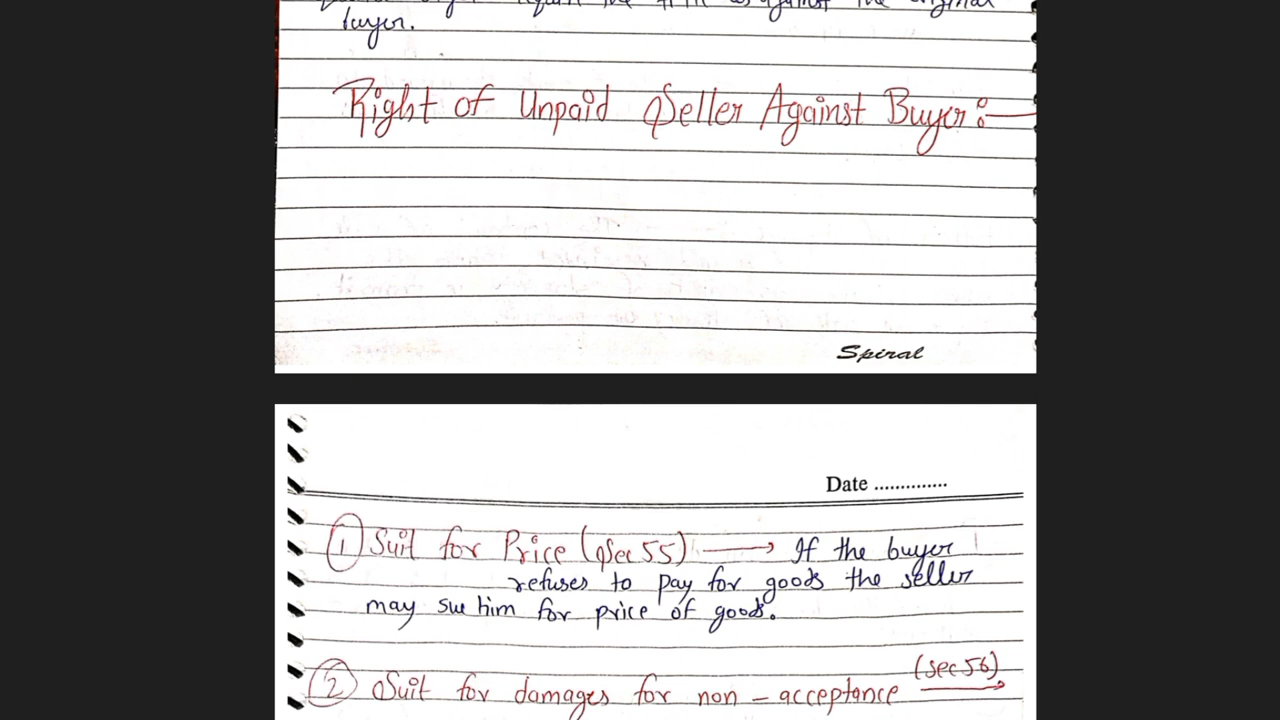 buyer.
Right of Unpaid Seller Against Buyer:
Spiral
Date ..............
① Suit for Price (Sec 55) → If the buyer
refuses to pay for goods the seller
may sue him for price of goods.
(Sec 56)
② Suit for damages for non - acceptance →